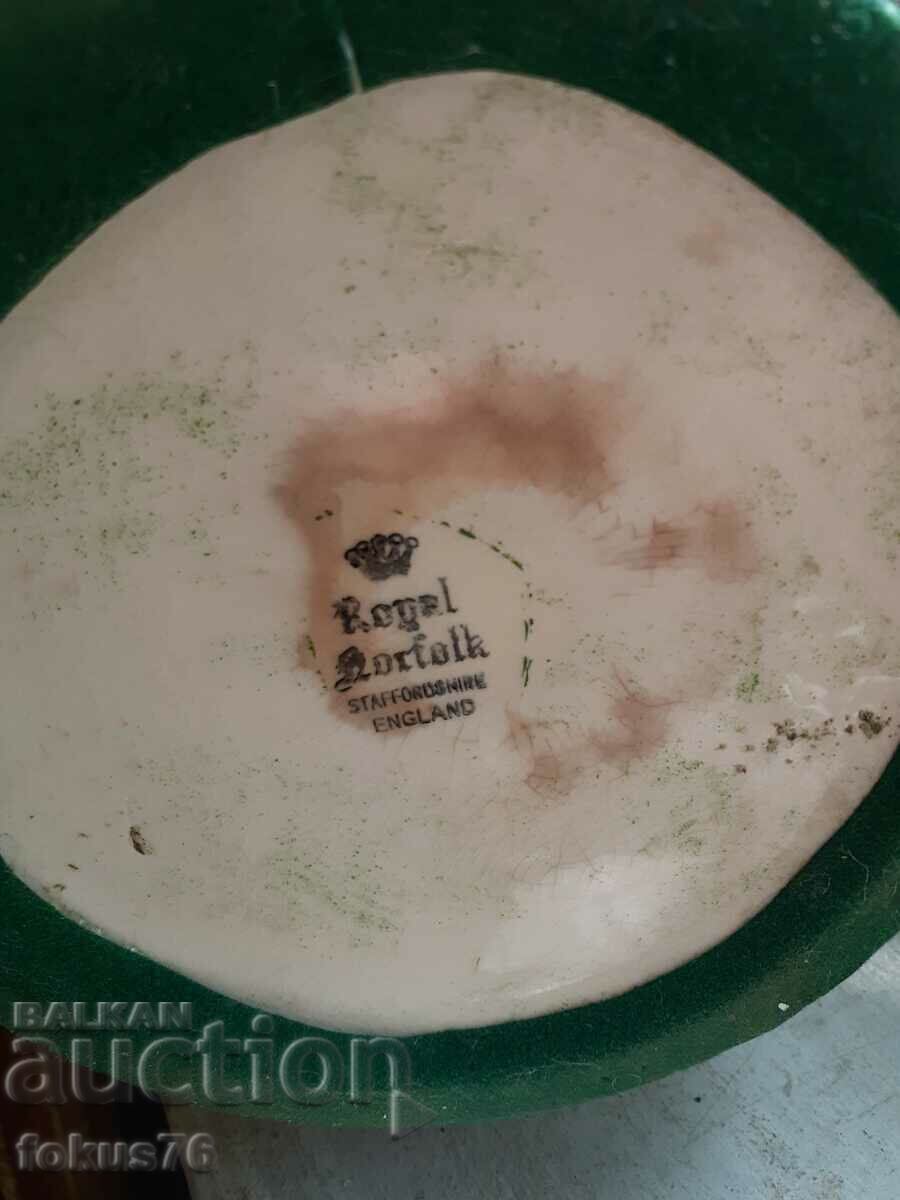 Royal
Norfolk
STAFFORDSHIRE
ENGLAND
BALKAN
auction
fokus76